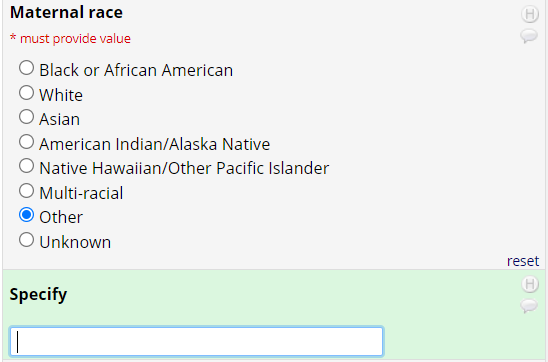 Maternal race
H
* must provide value
Black or African American
White
Asian
American Indian/Alaska Native
Native Hawaiian/Other Pacific Islander
Multi-racial
Other
Unknown
reset
H
Specify